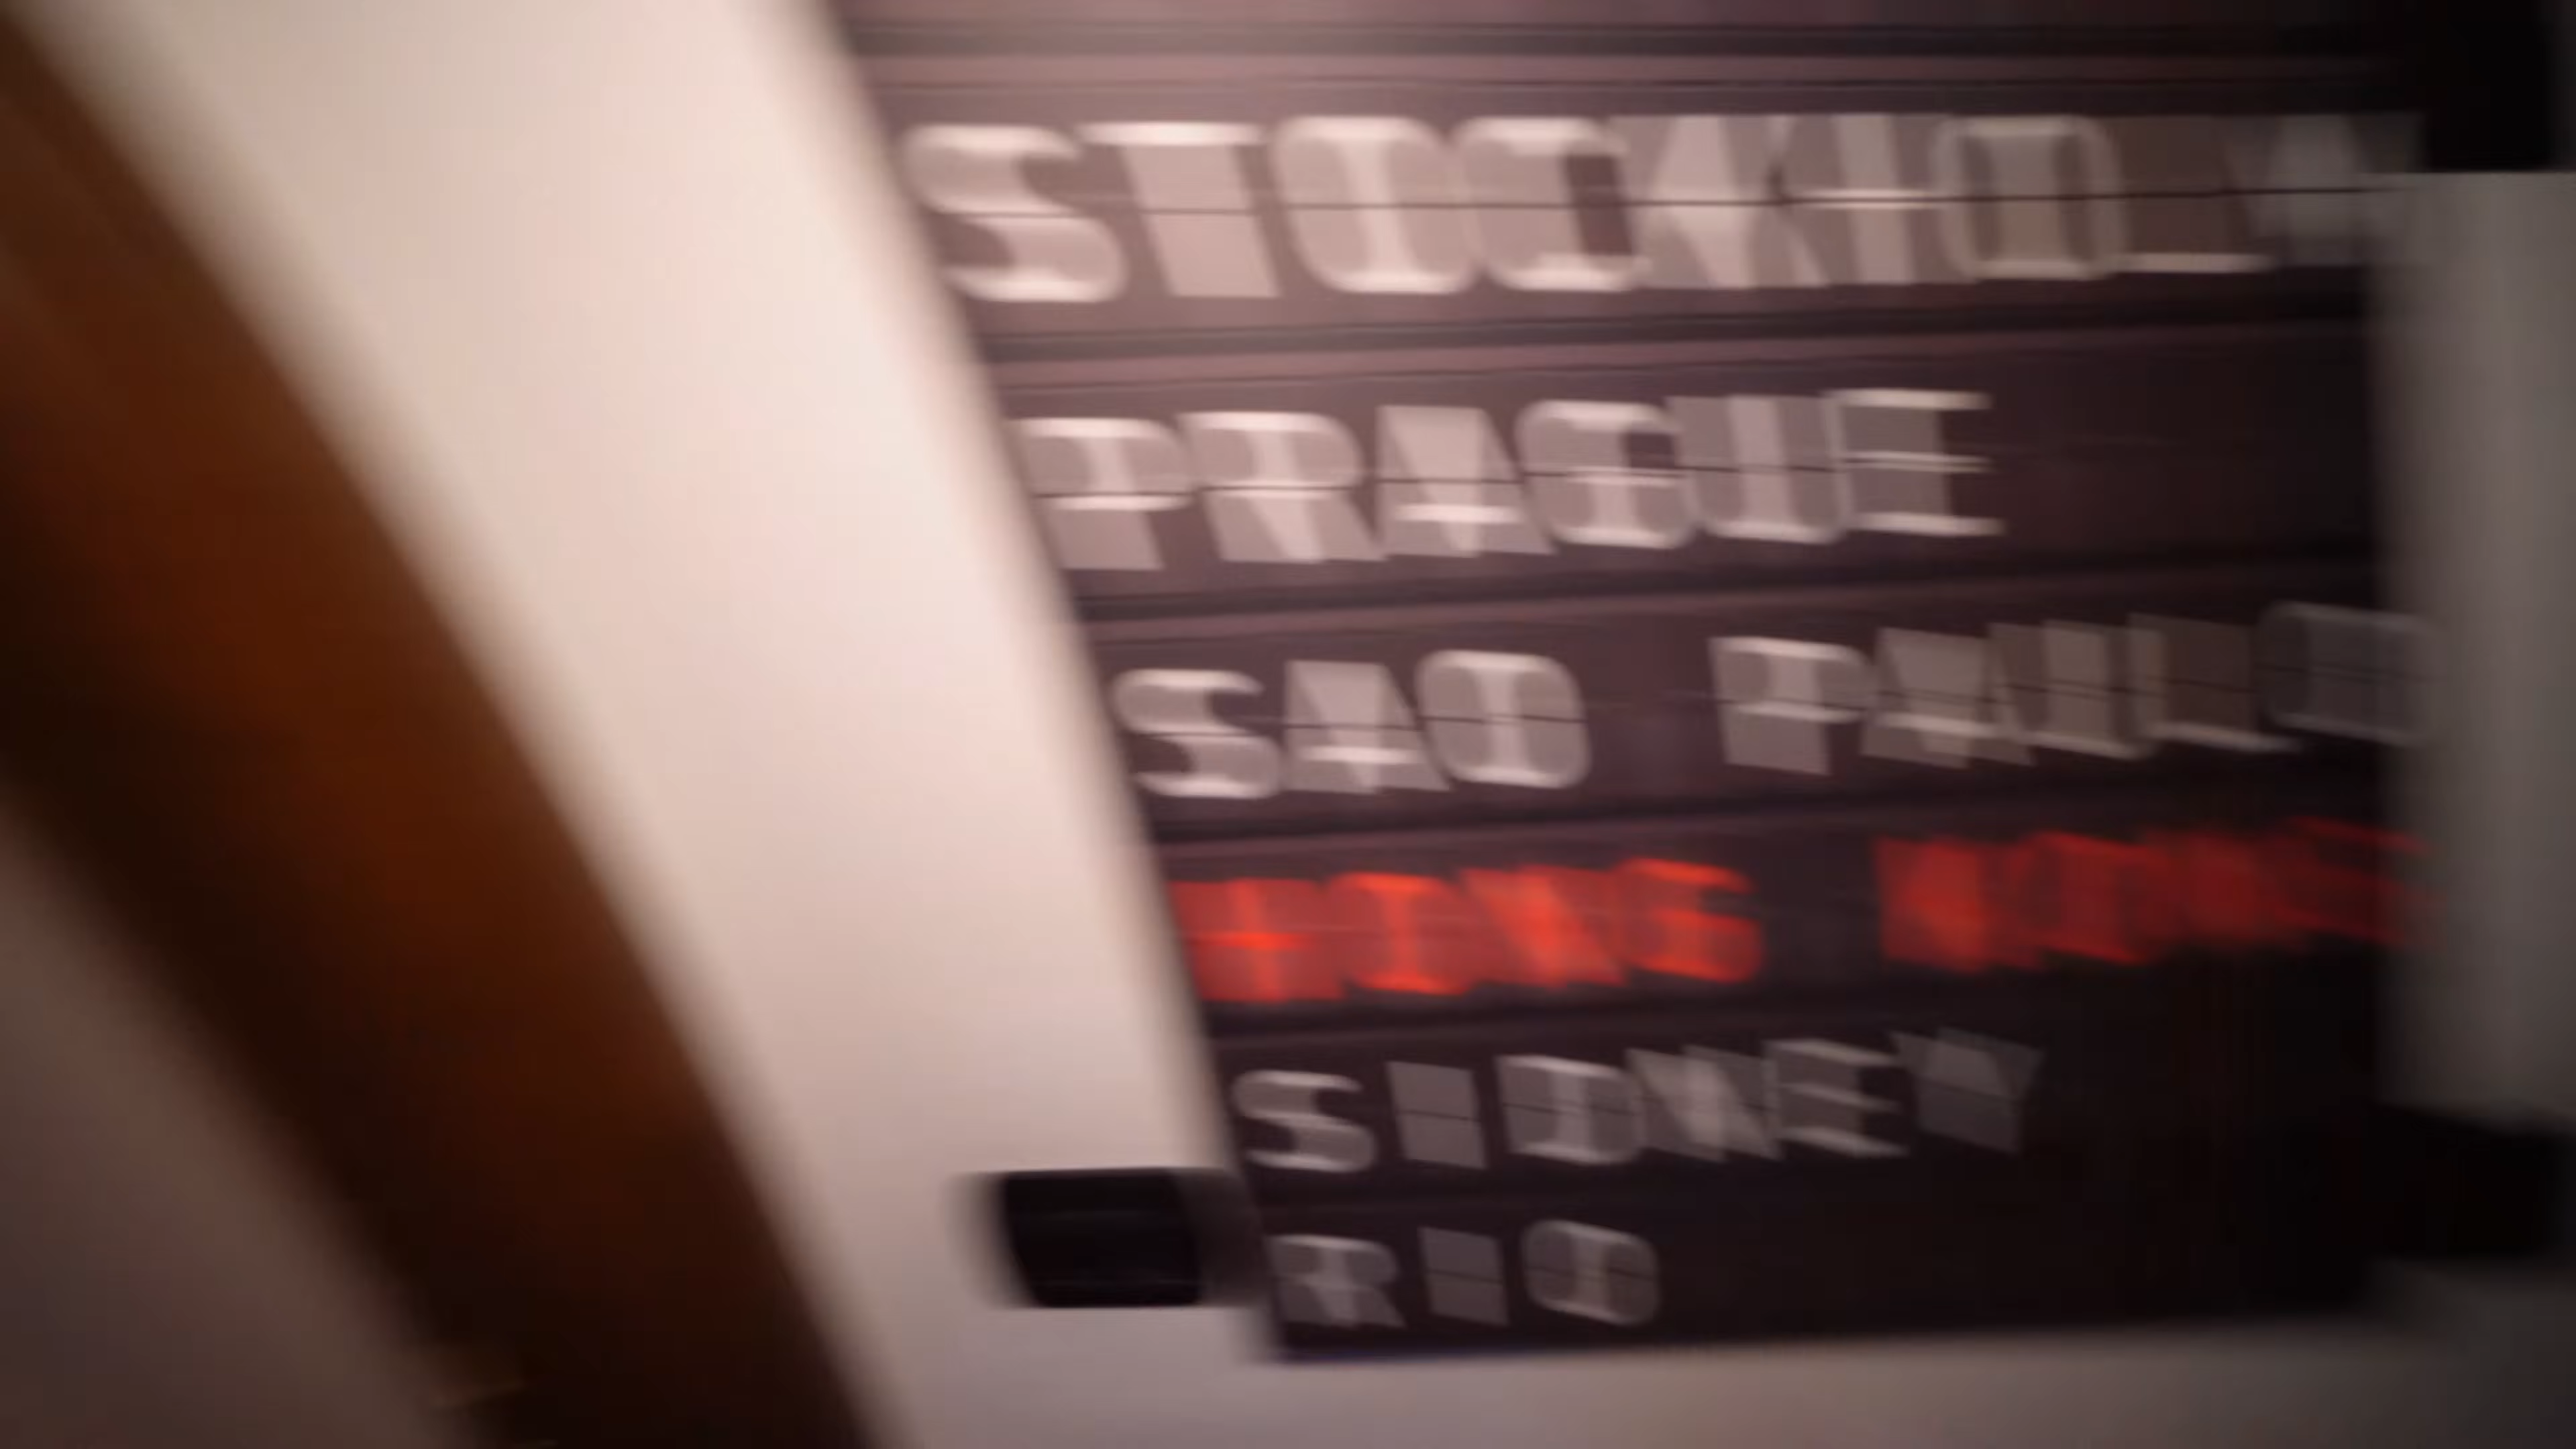 STOCKHOLM
PRAGUE
SAO PAULO
HONG KONG
SIDNEY
RIO